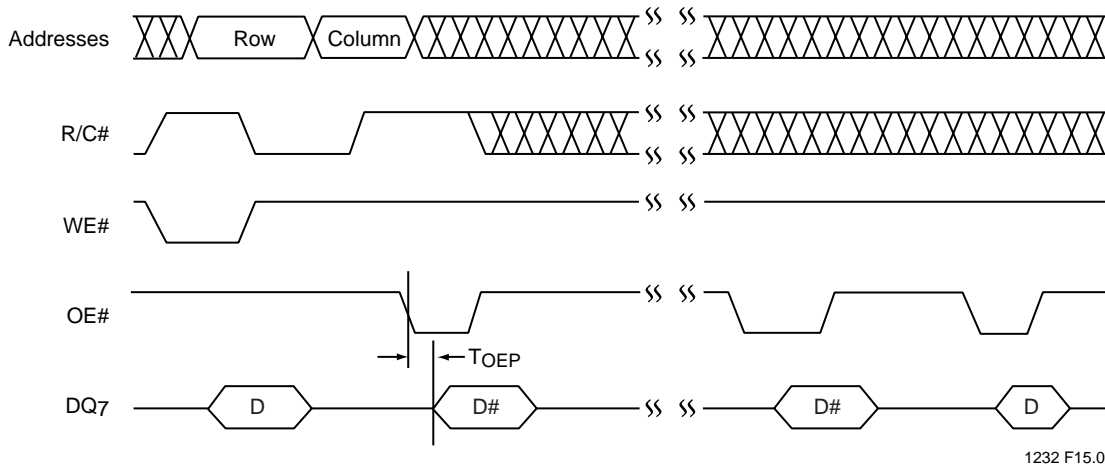 Addresses Row Column
R/C#
WE#
OE#
TOEP
DQ7 D D# D# D
1232 F15.0